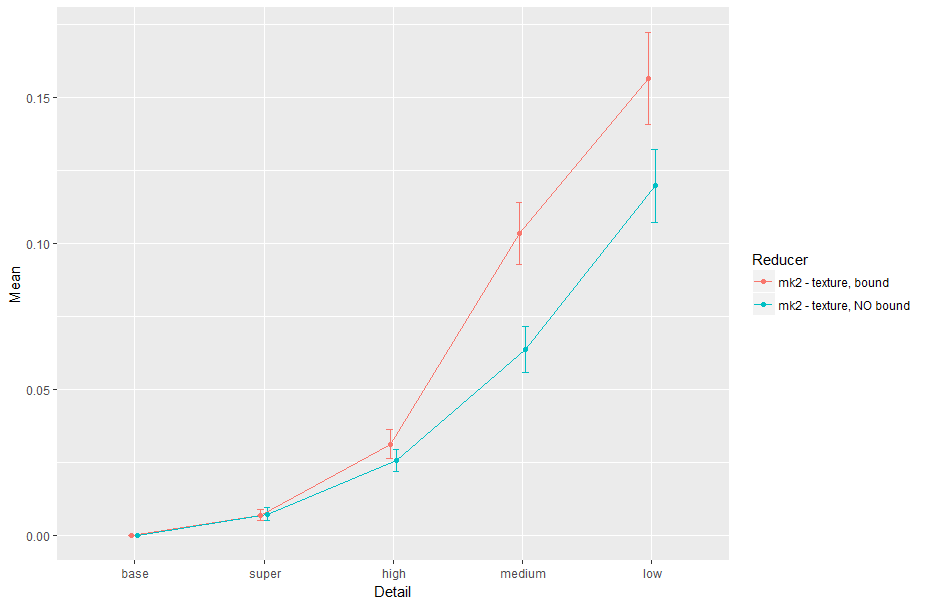 Mean
0.15
0.10
0.05
0.00
base super high medium low
Detail
Reducer
mk2 - texture, bound
mk2 - texture, NO bound